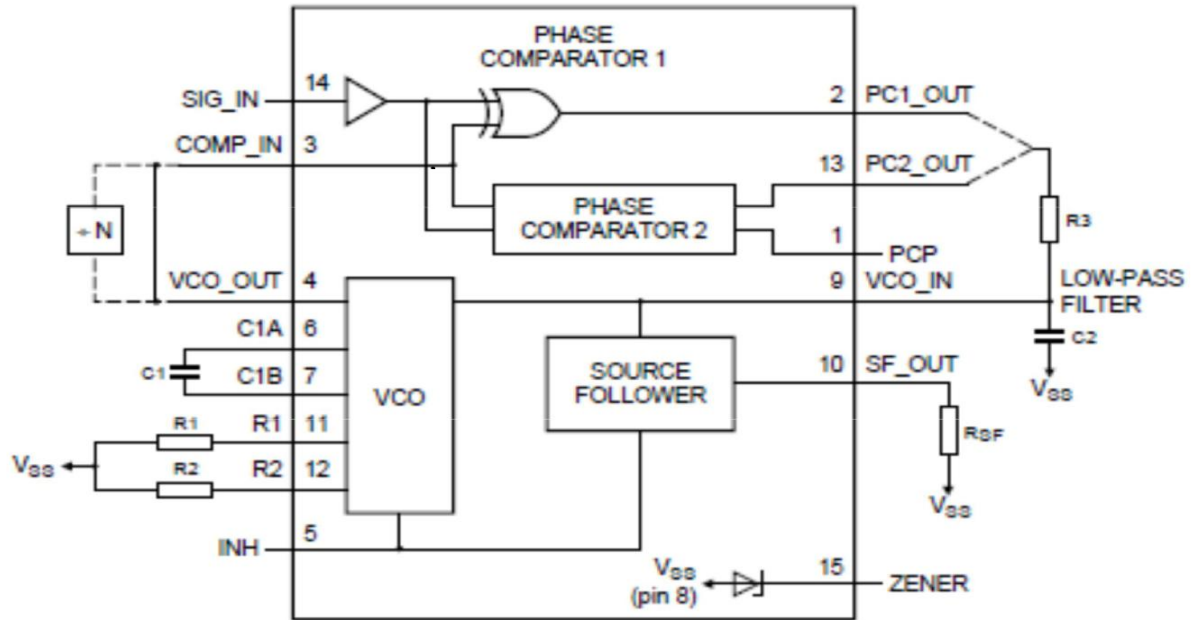 PHASE
COMPARATOR 1
14
SIG_IN
2
PC1_OUT
COMP_IN
3
13
PC2_OUT
PHASE
COMPARATOR 2
÷N
R3
1
PCP
VCO_OUT
4
9
VCO_IN
LOW-PASS
FILTER
C1A
6
C2
C1
C1B
7
VCO
SOURCE
FOLLOWER
10
SF_OUT
VSS
R1
R1
11
RSF
VSS
R2
R2
12
VSS
INH
5
VSS
(pin 8)
15
ZENER